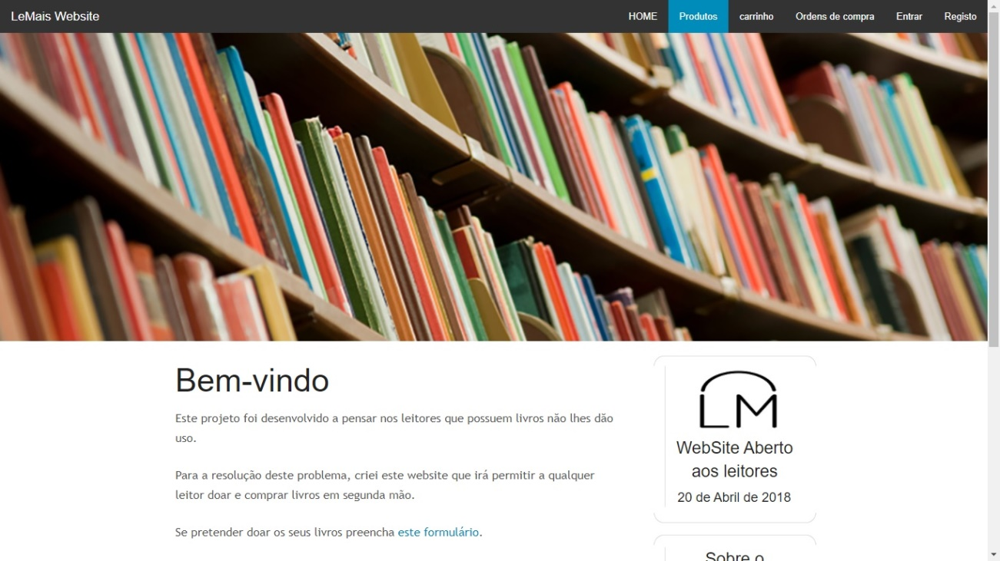 LeMais Website
HOME
Produtos
carrinho
Ordens de compra
Entrar
Registo
Bem-vindo
Este projeto foi desenvolvido a pensar nos leitores que possuem livros não lhes dão
uso.
Para a resolução deste problema, criei este website que irá permitir a qualquer
leitor doar e comprar livros em segunda mão.
Se pretender doar os seus livros preencha este formulário.
LM
WebSite Aberto
aos leitores
20 de Abril de 2018
Sobre o